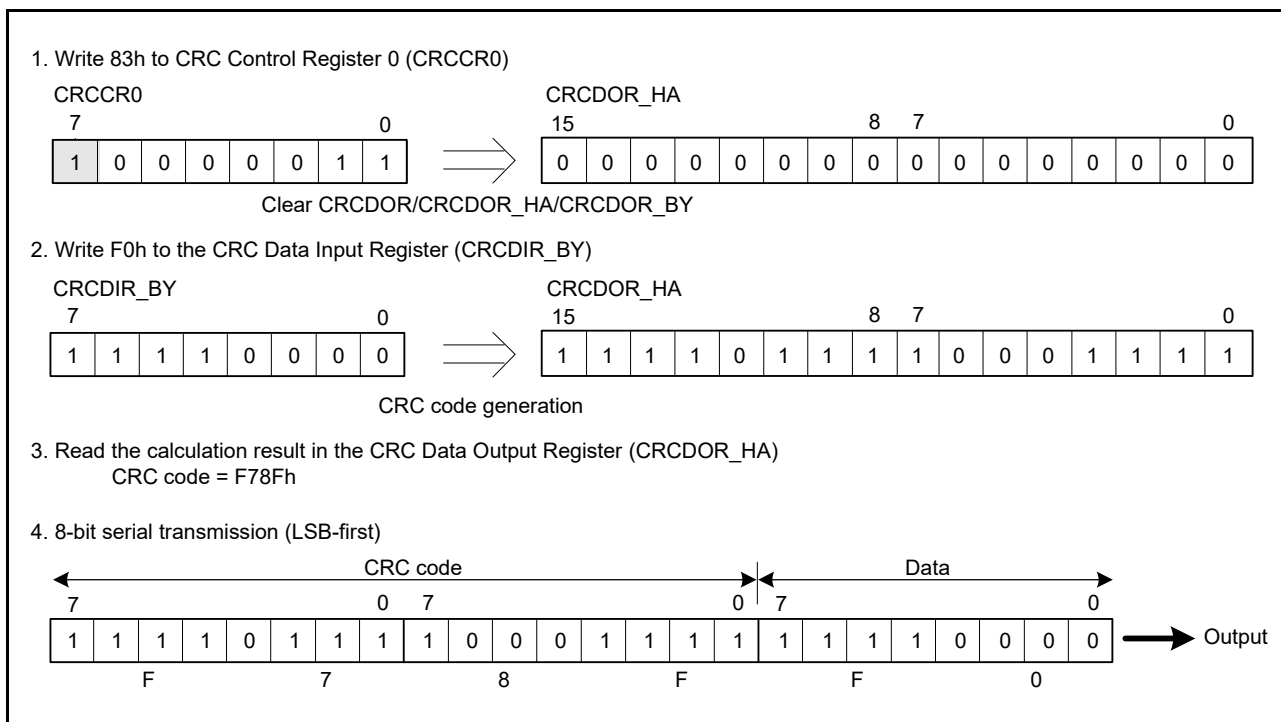 1. Write 83h to CRC Control Register 0 (CRCCR0)
CRCCR0 CRCDOR_HA
7 0 15 8 7 0
1 0 0 0 0 0 1 1 0 0 0 0 0 0 0 0 0 0 0 0 0 0 0 0
Clear CRCDOR/CRCDOR_HA/CRCDOR_BY
2. Write F0h to the CRC Data Input Register (CRCDIR_BY)
CRCDIR_BY CRCDOR_HA
7 0 15 8 7 0
1 1 1 1 0 0 0 0 1 1 1 1 0 1 1 1 1 0 0 0 1 1 1 1
CRC code generation
3. Read the calculation result in the CRC Data Output Register (CRCDOR_HA)
CRC code = F78Fh
4. 8-bit serial transmission (LSB-first)
CRC code Data
7 0 7 0 7 0
1 1 1 1 0 1 1 1 1 0 0 0 1 1 1 1 1 1 1 1 0 0 0 0 Output
F 7 8 F F 0